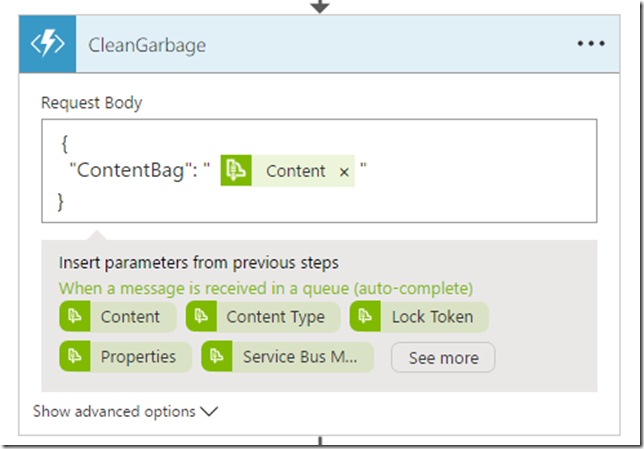 CleanGarbage
Request Body
{
"ContentBag": " Content × "
}
Insert parameters from previous steps
When a message is received in a queue (auto-complete)
Content Content Type Lock Token
Properties Service Bus M... See more
Show advanced options